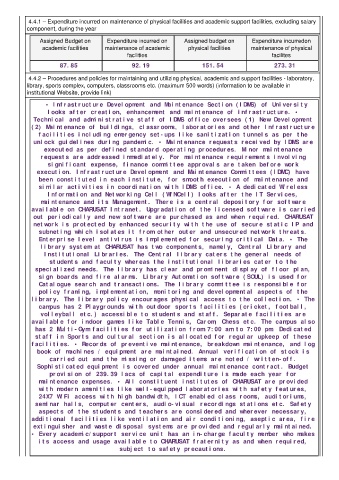 4.4.1 – Expenditure incurred on maintenance of physical facilities and academic support facilities, excluding salary
component, during the year
Assigned Budget on academic facilities
Expenditure incurred on maintenance of academic facilities
Assigned budget on physical facilities
Expenditure incurredon maintenance of physical facilites
87.85
92.19
151.54
273.31
4.4.2 – Procedures and policies for maintaining and utilizing physical, academic and support facilities - laboratory,
library, sports complex, computers, classrooms etc. (maximum 500 words) (information to be available in
institutional Website, provide link)
• Infrastructure Development and Maintenance Section (IDMS) of University
looks after creation, enhancement and maintenance of Infrastructure. •
Technical and administrative staff of IDMS office oversees (1) New Development
(2) Maintenance of buildings, classrooms, laboratories and other infrastructure
facilities including emergency set-ups like sanitization tunnels as per the
unlock guidelines during pandemic. • Maintenance requests received by IDMS are
executed as per defined standard operating procedures. Minor maintenance
requests are addressed immediately. For maintenance requirements involving
significant expense, finance committee approvals are taken before work
execution. Infrastructure Development and Maintenance Committees (IDMC) have
been constituted in each institute, for smooth execution of maintenance and
similar activities in coordination with IDMS office. • A dedicated Wireless
Information and Networking Cell (WINCell) looks after the IT Services,
maintenance and its Management. There is a central depository for software
available on CHARUSAT Intranet. Upgradation of the licensed software is carried
out periodically and new software are purchased as and when required. CHARUSAT
network is protected by enhanced security with the use of secure static IP and
subneting which isolates it from other outer and unsecured network threats.
Enterprise level antivirus is implemented for securing critical Data. • The
library system at CHARUSAT has two components, namely, Central Library and
Institutional Libraries. The Central library caters the general needs of
students and faculty whereas the institutional libraries cater to the
specialized needs. The library has clear and prominent display of floor plan,
sign boards and fire alarm. Library Automation software (SOUL) is used for
Catalogue search and transactions. The library committee is responsible for
policy framing, implementation, monitoring and development aspects of the
library. The library policy encourages physical access to the collection. • The
campus has 2 Playgrounds with outdoor sports facilities (cricket, football,
volleyball etc.) accessible to students and staff. Separate facilities are
available for indoor games like Table Tennis, Carom, Chess etc. The campus also
has 2 Multi-Gym facilities for utilization from 7:00 am to 7:00 pm. Dedicated
staff in Sports and cultural section is allocated for regular upkeep of these
facilities. • Records of preventive maintenance, breakdown maintenance, and log
book of machines / equipment are maintained. Annual verification of stock is
carried out and the missing or damaged items are noted / written-off.
Sophisticated equipment is covered under annual maintenance contract. Budget
provision of 239.39 lacs of capital expenditure is made each year for
maintenance expenses. • All constituent institutes of CHARUSAT are provided
with modern amenities like well-equipped laboratories with safety features,
24X7 WIFI access with high bandwidth, ICT enabled class rooms, auditoriums,
seminar halls, computer centers, audio-visual recordings stations etc. Safety
aspects of the students and teachers are considered and wherever necessary,
additional facilities like ventilation and air conditioning, aseptic area, fire
extinguisher and waste disposal systems are provided and regularly maintained.
• Every academic support service unit has an in-charge faculty member who makes
its access and usage available to CHARUSAT fraternity as and when required,
subject to safety precautions.